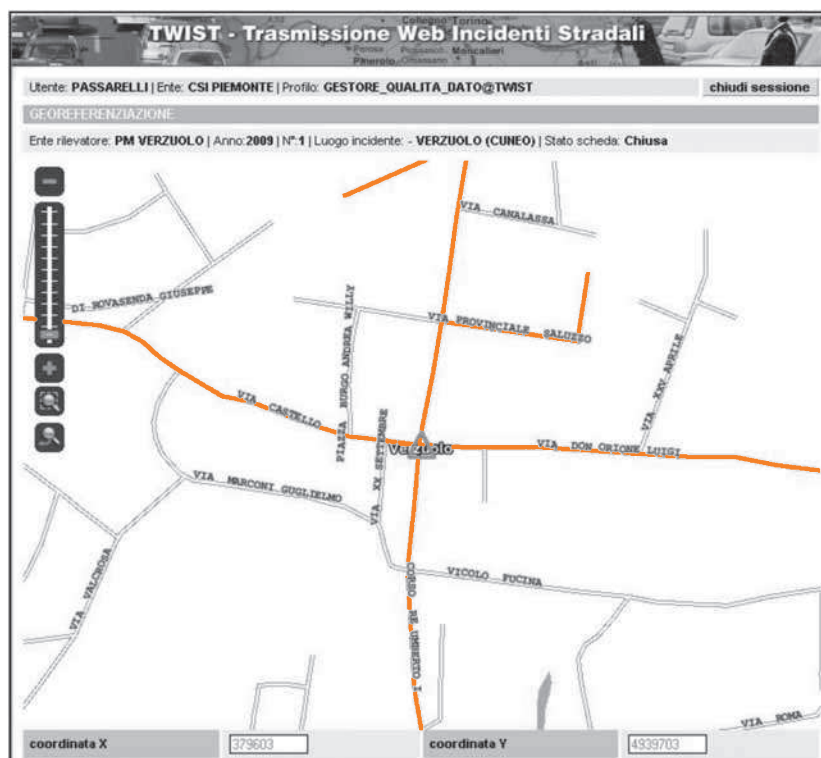 TWIST - Trasmissione Web Incidenti Stradali
Utente: PASSARELLI | Ente: CSI PIEMONTE | Profilo: GESTORE_QUALITA_DATO@TWIST
chiudi sessione
GEOREFERENZIAZIONE
Ente rilevatore: PM VERZUOLO | Anno:2009 | N°:1 | Luogo incidente: - VERZUOLO (CUNEO) | Stato scheda: Chiusa
VIA CANALASSA
DI ROVASENDA GIUSEPPE
PIAZZA BURGO ANDREA WILLY
VIA PROVINCIALE SALUZZO
VIA XXV APRILE
VIA CASTELLO
VIA XX SETTEMBRE
Verzuolo
VIA DON ORIONE LUIGI
VIA MARCONI GUGLIELMO
VIA VALCROSA
VICOLO FUCINA
CORSO RE UMBERTO I
VIA ROMA
coordinata X
379603
coordinata Y
4939703